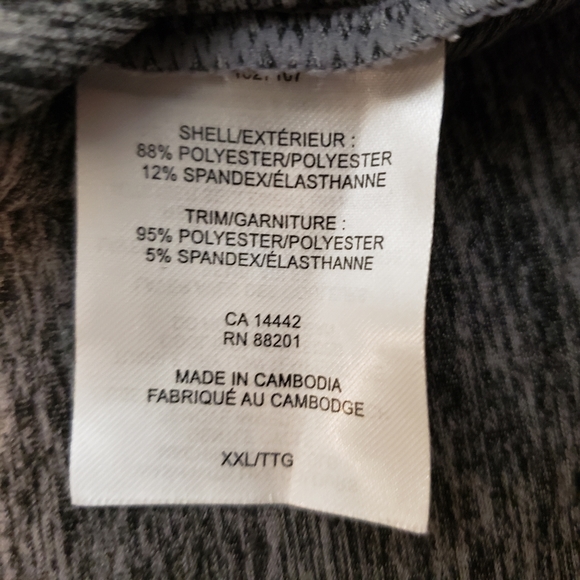 SHELL/EXTÉRIEUR :
88% POLYESTER/POLYESTER
12% SPANDEX/ÉLASTHANNE
TRIM/GARNITURE :
95% POLYESTER/POLYESTER
5% SPANDEX/ÉLASTHANNE
CA 14442
RN 88201
MADE IN CAMBODIA
FABRIQUÉ AU CAMBODGE
XXL/TTG